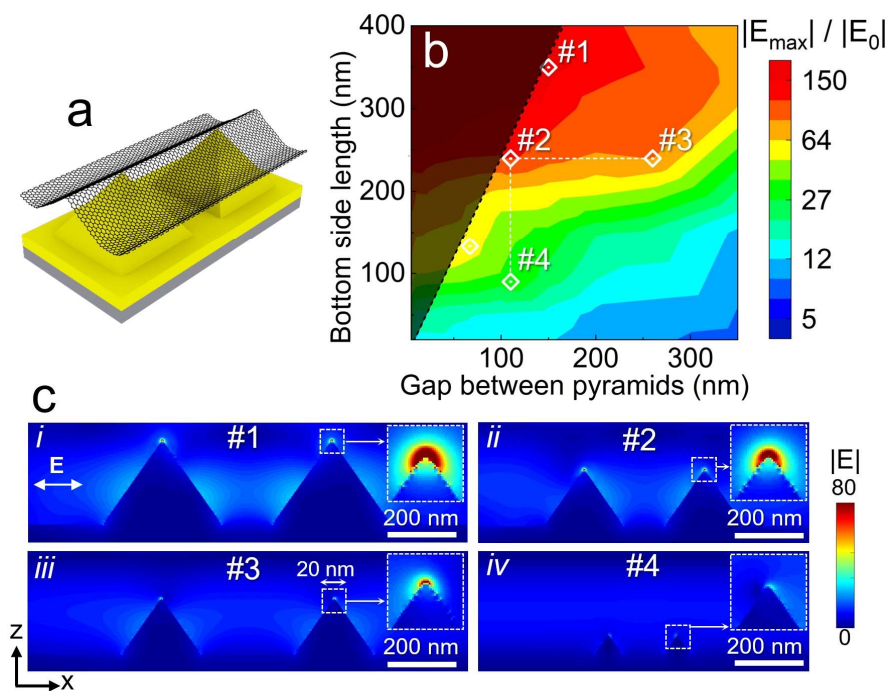 a
b
|E_max| / |E_0|
Bottom side length (nm)
400
300
200
100
#1
#2
#3
#4
100
200
300
Gap between pyramids (nm)
150
64
27
12
5
c
i
#1
E
200 nm
ii
#2
200 nm
|E|
80
0
iii
#3
20 nm
200 nm
iv
#4
200 nm
z
x